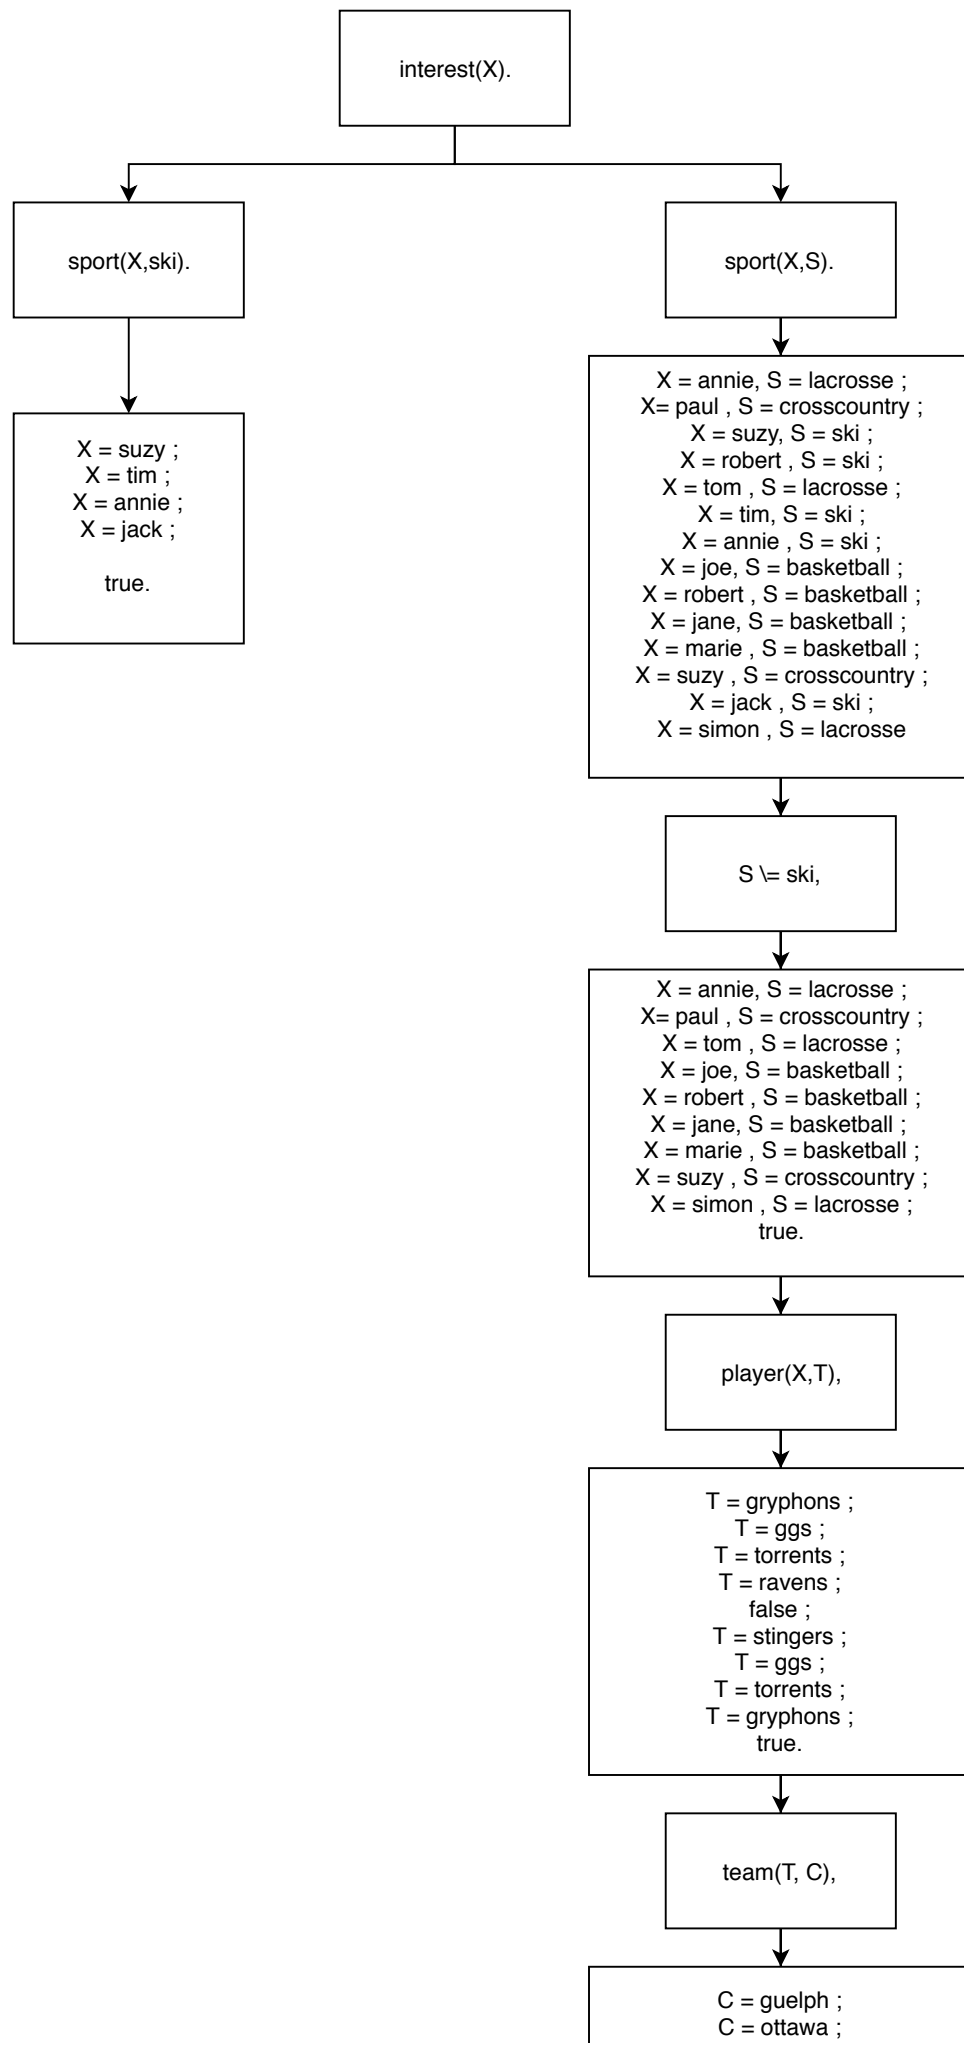 interest(X).
sport(X,ski).
sport(X,S).
X = suzy ;
X = tim ;
X = annie ;
X = jack ;
true.
X = annie, S = lacrosse ;
X= paul , S = crosscountry ;
X = suzy, S = ski ;
X = robert , S = ski ;
X = tom , S = lacrosse ;
X = tim, S = ski ;
X = annie , S = ski ;
X = joe, S = basketball ;
X = robert , S = basketball ;
X = jane, S = basketball ;
X = marie , S = basketball ;
X = suzy , S = crosscountry ;
X = jack , S = ski ;
X = simon , S = lacrosse
S \= ski,
X = annie, S = lacrosse ;
X= paul , S = crosscountry ;
X = tom , S = lacrosse ;
X = joe, S = basketball ;
X = robert , S = basketball ;
X = jane, S = basketball ;
X = marie , S = basketball ;
X = suzy , S = crosscountry ;
X = simon , S = lacrosse ;
true.
player(X,T),
T = gryphons ;
T = ggs ;
T = torrents ;
T = ravens ;
false ;
T = stingers ;
T = ggs ;
T = torrents ;
T = gryphons ;
true.
team(T, C),
C = guelph ;
C = ottawa ;